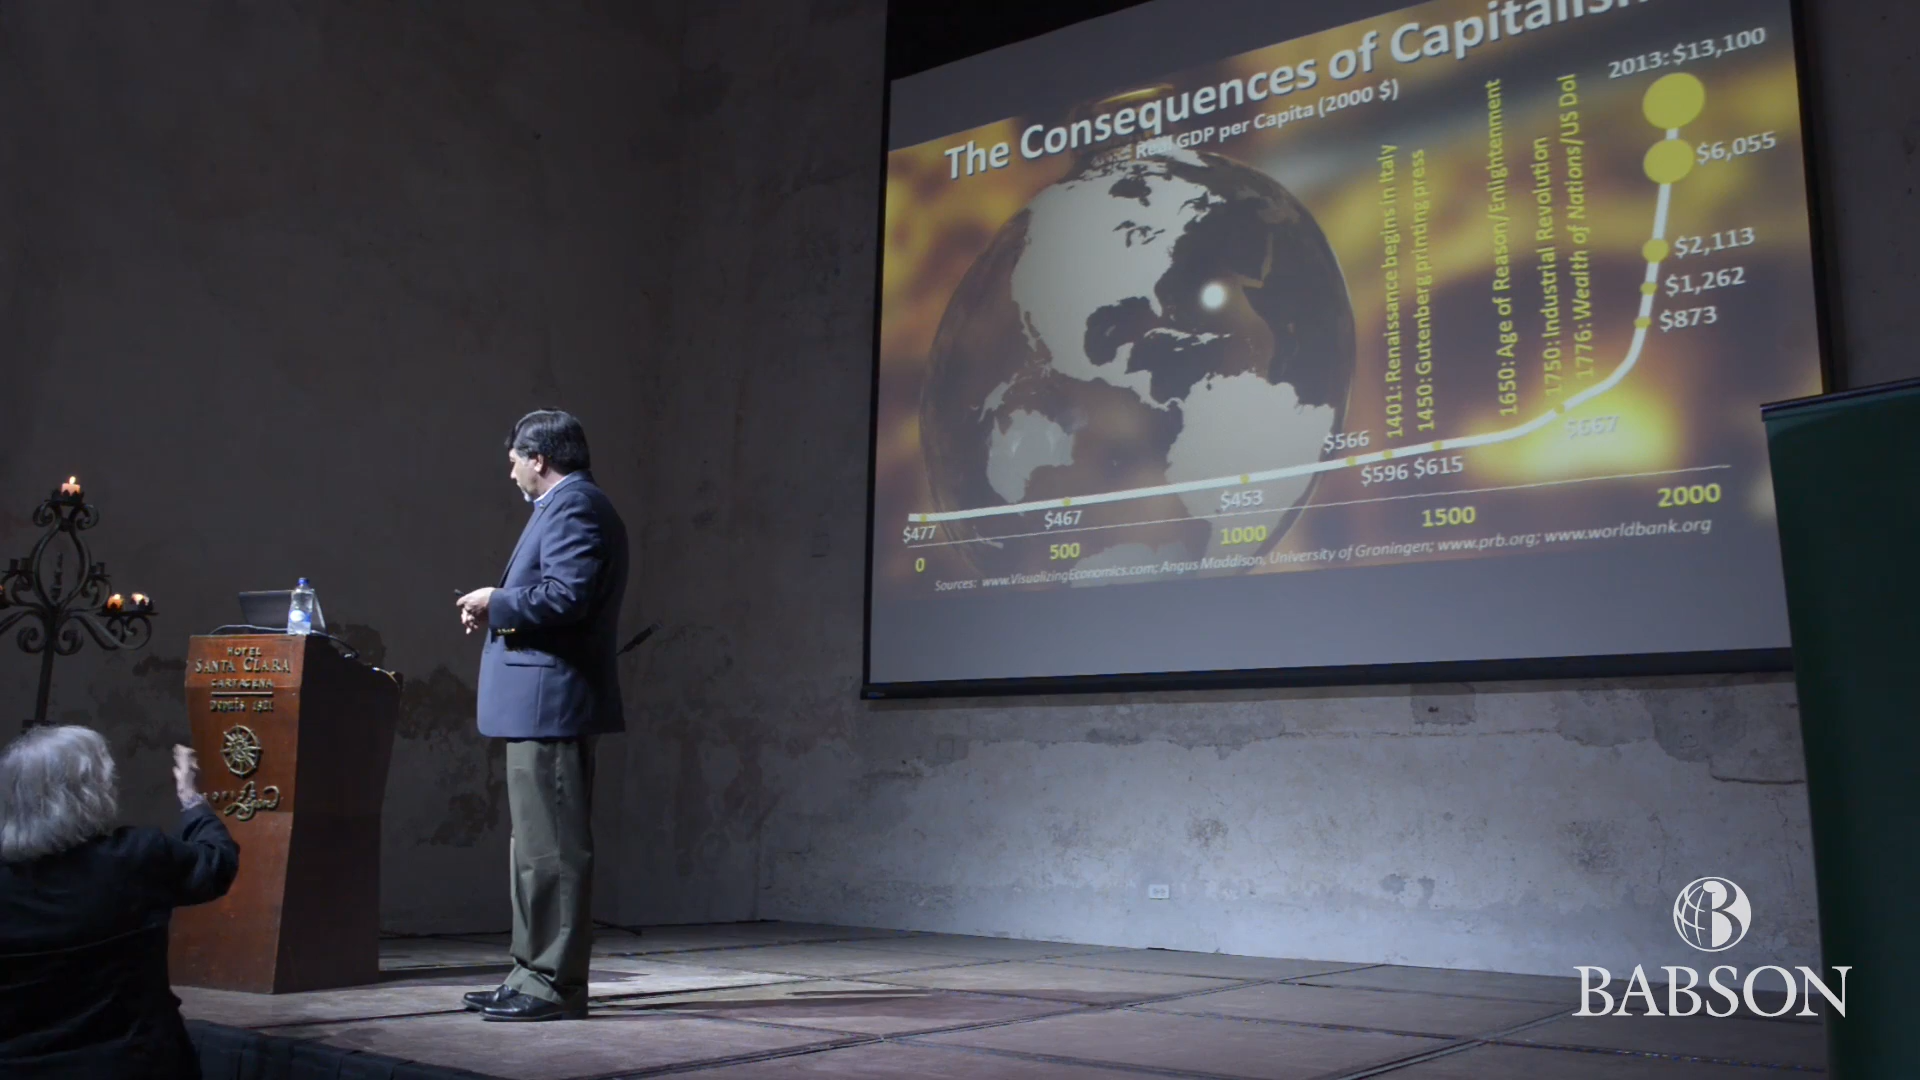 The Consequences of Capitalism
Real GDP per Capita (2000 $)
2013: $13,100
$6,055
$2,113
$1,262
$873
1401: Renaissance begins in Italy
1450: Gutenberg printing press
1650: Age of Reason/Enlightenment
1750: Industrial Revolution
1776: Wealth of Nations/US DoI
$477
$467
$453
$566
$596
$615
$667
0
500
1000
1500
2000
Sources: www.VisualizingEconomics.com; Angus Maddison, University of Groningen; www.prb.org; www.worldbank.org
HOTEL
SANTA CLARA
CARTAGENA
B
BABSON